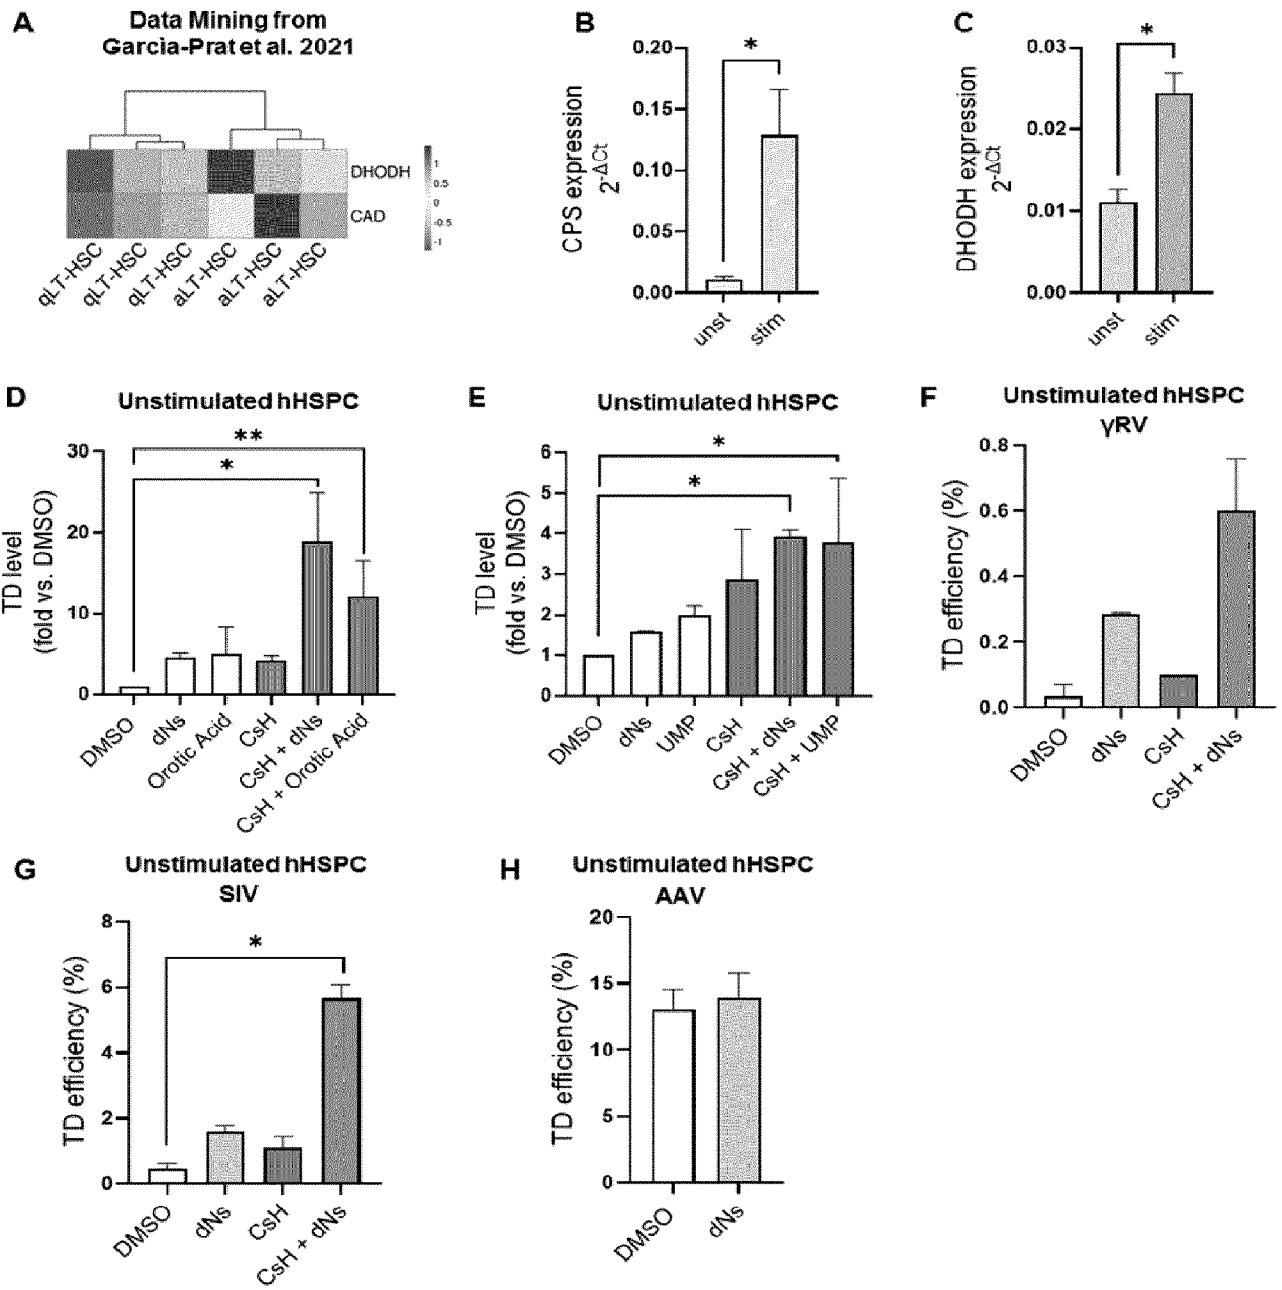 A
Data Mining from
Garcìa-Prat et al. 2021
DHODH
CAD
1
0.5
0
-0.5
-1
qLT-HSC
qLT-HSC
qLT-HSC
aLT-HSC
aLT-HSC
aLT-HSC
B
CPS expression
2-ΔCt
0.20
0.15
0.10
0.05
0.00
*
unst
stim
C
DHODH expression
2-ΔCt
0.03
0.02
0.01
0.00
*
unst
stim
D
Unstimulated hHSPC
TD level
(fold vs. DMSO)
30
20
10
0
**
*
DMSO
dNs
Orotic Acid
CsH
CsH + dNs
CsH + Orotic Acid
E
Unstimulated hHSPC
TD level
(fold vs. DMSO)
6
5
4
3
2
1
0
*
*
DMSO
dNs
UMP
CsH
CsH + dNs
CsH + UMP
F
Unstimulated hHSPC
γRV
TD efficiency (%)
0.8
0.6
0.4
0.2
0.0
DMSO
dNs
CsH
CsH + dNs
G
Unstimulated hHSPC
SIV
TD efficiency (%)
8
6
4
2
0
*
DMSO
dNs
CsH
CsH + dNs
H
Unstimulated hHSPC
AAV
TD efficiency (%)
20
15
10
5
0
DMSO
dNs